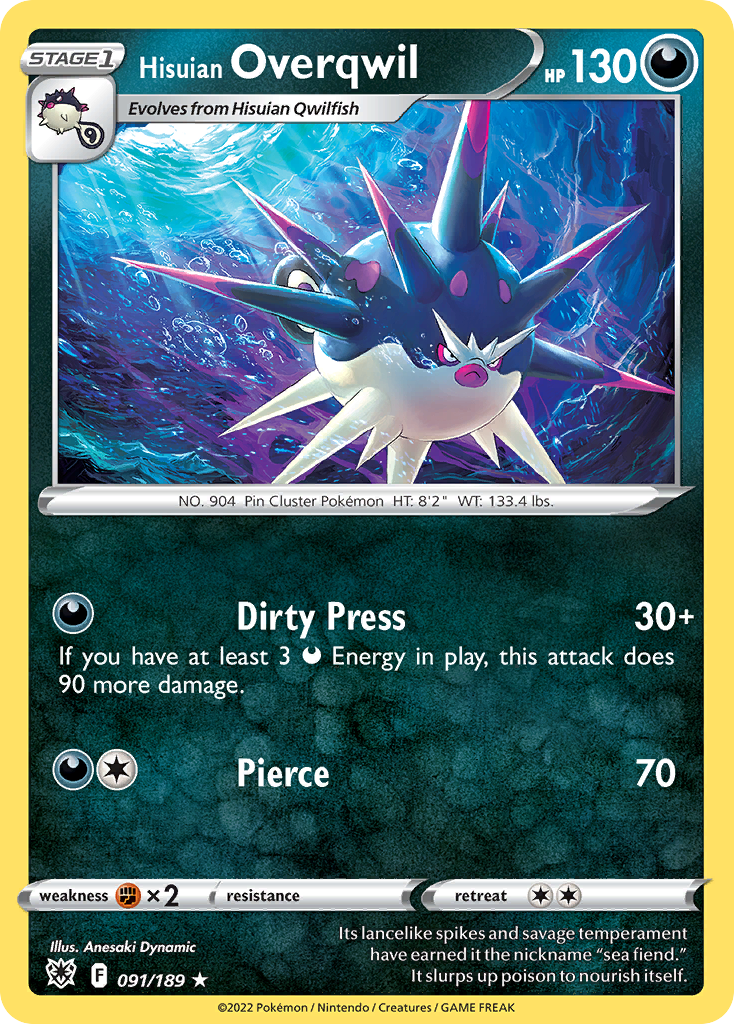 STAGE1
Hisuian Overqwil
HP 130
Evolves from Hisuian Qwilfish
NO. 904 Pin Cluster Pokémon HT: 8'2" WT: 133.4 lbs.
Dirty Press 30+
If you have at least 3 Energy in play, this attack does
90 more damage.
Pierce 70
weakness ×2 resistance retreat
Illus. Anesaki Dynamic
F 091/189 ★
Its lancelike spikes and savage temperament
have earned it the nickname “sea fiend.”
It slurps up poison to nourish itself.
©2022 Pokémon / Nintendo / Creatures / GAME FREAK